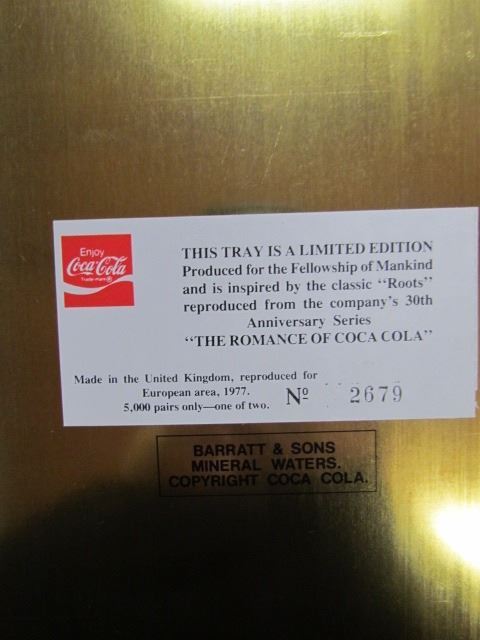 Enjoy
Coca-Cola
Trade-mark®
THIS TRAY IS A LIMITED EDITION
Produced for the Fellowship of Mankind
and is inspired by the classic "Roots"
reproduced from the company's 30th
Anniversary Series
"THE ROMANCE OF COCA COLA"
Made in the United Kingdom, reproduced for
European area, 1977.
5,000 pairs only—one of two.
Nº 2679
BARRATT & SONS
MINERAL WATERS.
COPYRIGHT COCA COLA.